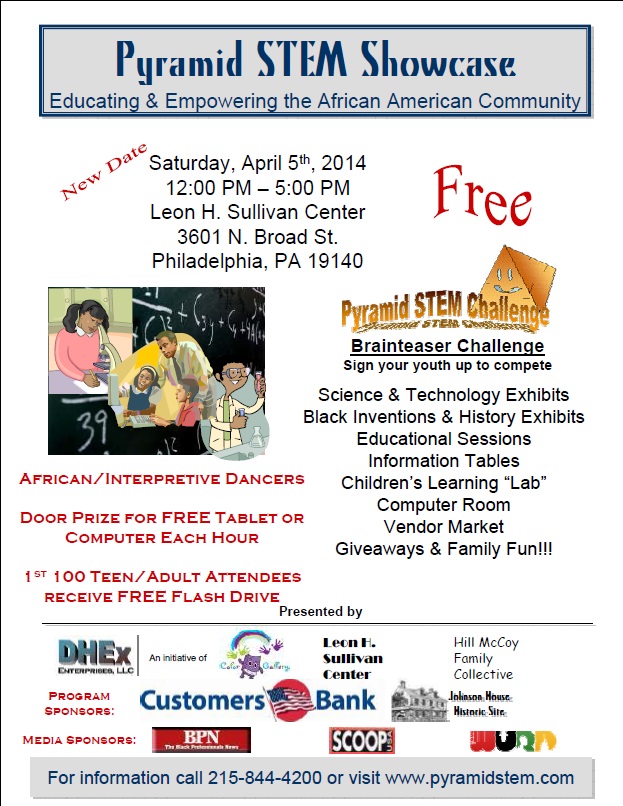 Pyramid STEM Showcase
Educating & Empowering the African American Community
New Date
Saturday, April 5th, 2014
12:00 PM – 5:00 PM
Leon H. Sullivan Center
3601 N. Broad St.
Philadelphia, PA 19140
Free
Pyramid STEM Challenge
Brainteaser Challenge
Sign your youth up to compete
Science & Technology Exhibits
Black Inventions & History Exhibits
Educational Sessions
Information Tables
Children's Learning “Lab”
Computer Room
Vendor Market
Giveaways & Family Fun!!!
39
African/Interpretive Dancers
Door Prize for FREE Tablet or
Computer Each Hour
1st 100 Teen/Adult Attendees
receive FREE Flash Drive
Presented by
DHEx
Enterprises, LLC
An initiative of
Color Gallery
Leon H.
Sullivan
Center
Hill McCoy
Family
Collective
Program
Sponsors:
Customers Bank
Johnson House
Historic Site
Media Sponsors:
BPN
The Black Professionals News
SCOOP USA
WURD
For information call 215-844-4200 or visit www.pyramidstem.com